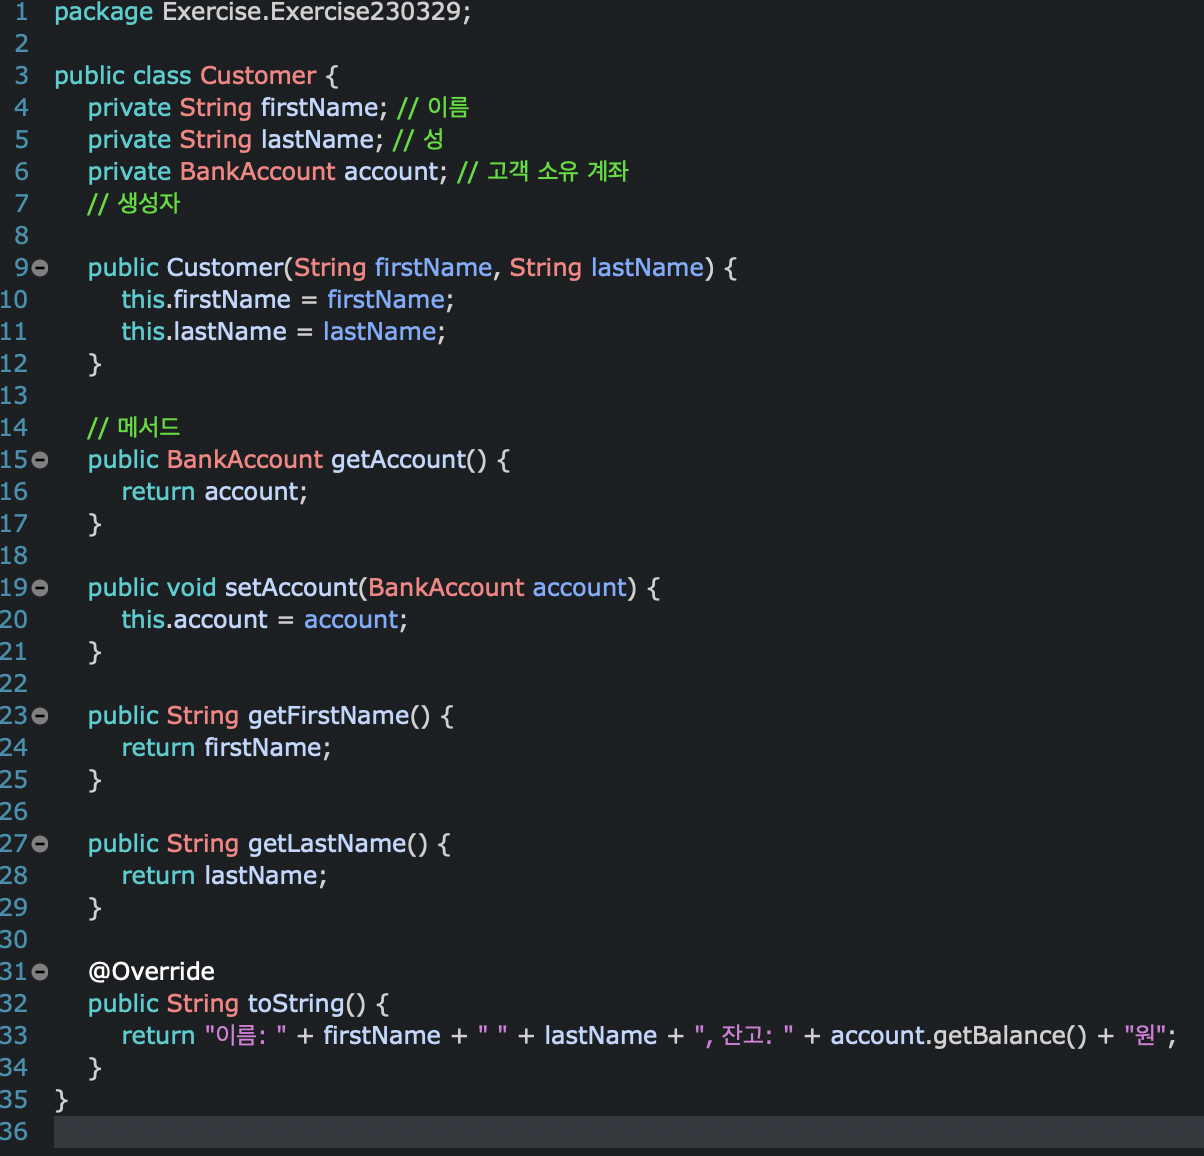 1 package Exercise.Exercise230329;
2
3 public class Customer {
4 private String firstName; // 이름
5 private String lastName; // 성
6 private BankAccount account; // 고객 소유 계좌
7 // 생성자
8
9 public Customer(String firstName, String lastName) {
10 this.firstName = firstName;
11 this.lastName = lastName;
12 }
13
14 // 메서드
15 public BankAccount getAccount() {
16 return account;
17 }
18
19 public void setAccount(BankAccount account) {
20 this.account = account;
21 }
22
23 public String getFirstName() {
24 return firstName;
25 }
26
27 public String getLastName() {
28 return lastName;
29 }
30
31 @Override
32 public String toString() {
33 return "이름: " + firstName + " " + lastName + ", 잔고: " + account.getBalance() + "원";
34 }
35 }
36